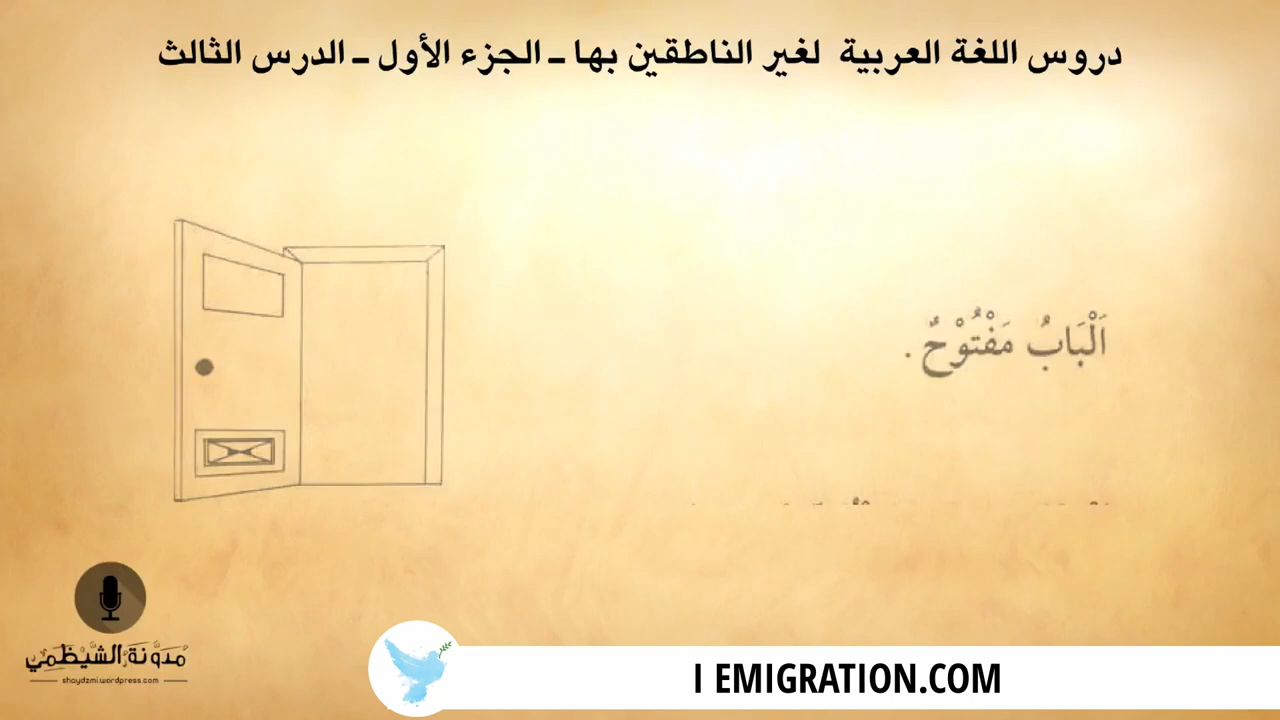 دروس اللغة العربية لغير الناطقين بها ـ الجزء الأول ـ الدرس الثالث
اَلْبَابُ مَفْتُوْحٌ .
مدونة الشيظمي
shaydzmi.wordpress.com
I EMIGRATION.COM